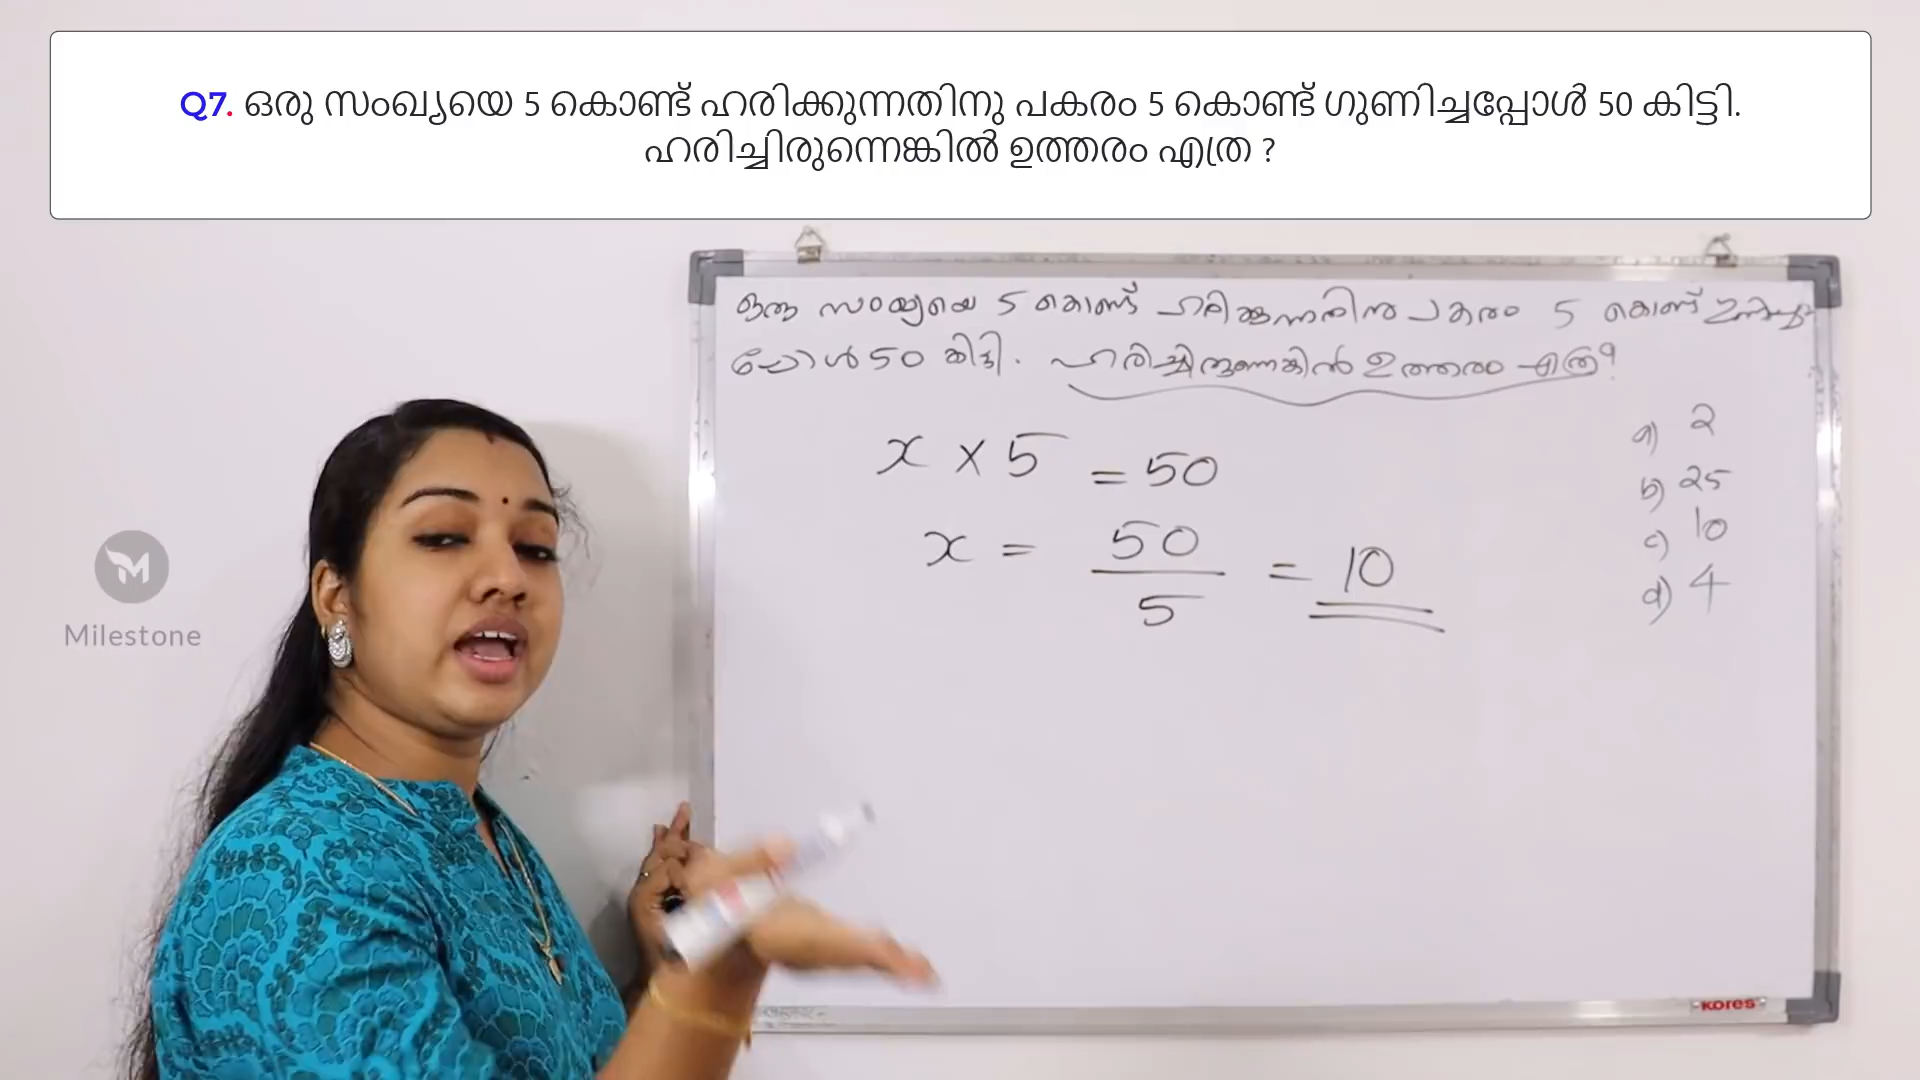 Q7. ഒരു സംഖ്യയെ 5 കൊണ്ട് ഹരിക്കുന്നതിനു പകരം 5 കൊണ്ട് ഗുണിച്ചപ്പോൾ 50 കിട്ടി.
ഹരിച്ചിരുന്നെങ്കിൽ ഉത്തരം എത്ര ?
ഒരു സംഖ്യയെ 5 കൊണ്ട് ഹരിക്കുന്നതിനു പകരം 5 കൊണ്ട് ഗുണിച്ച
പ്പോൾ 50 കിട്ടി. ഹരിച്ചിരുന്നെങ്കിൽ ഉത്തരം എത്ര?
x × 5 = 50
x = 50/5 = 10
a) 2
b) 25
c) 10
d) 4
Milestone
KORES